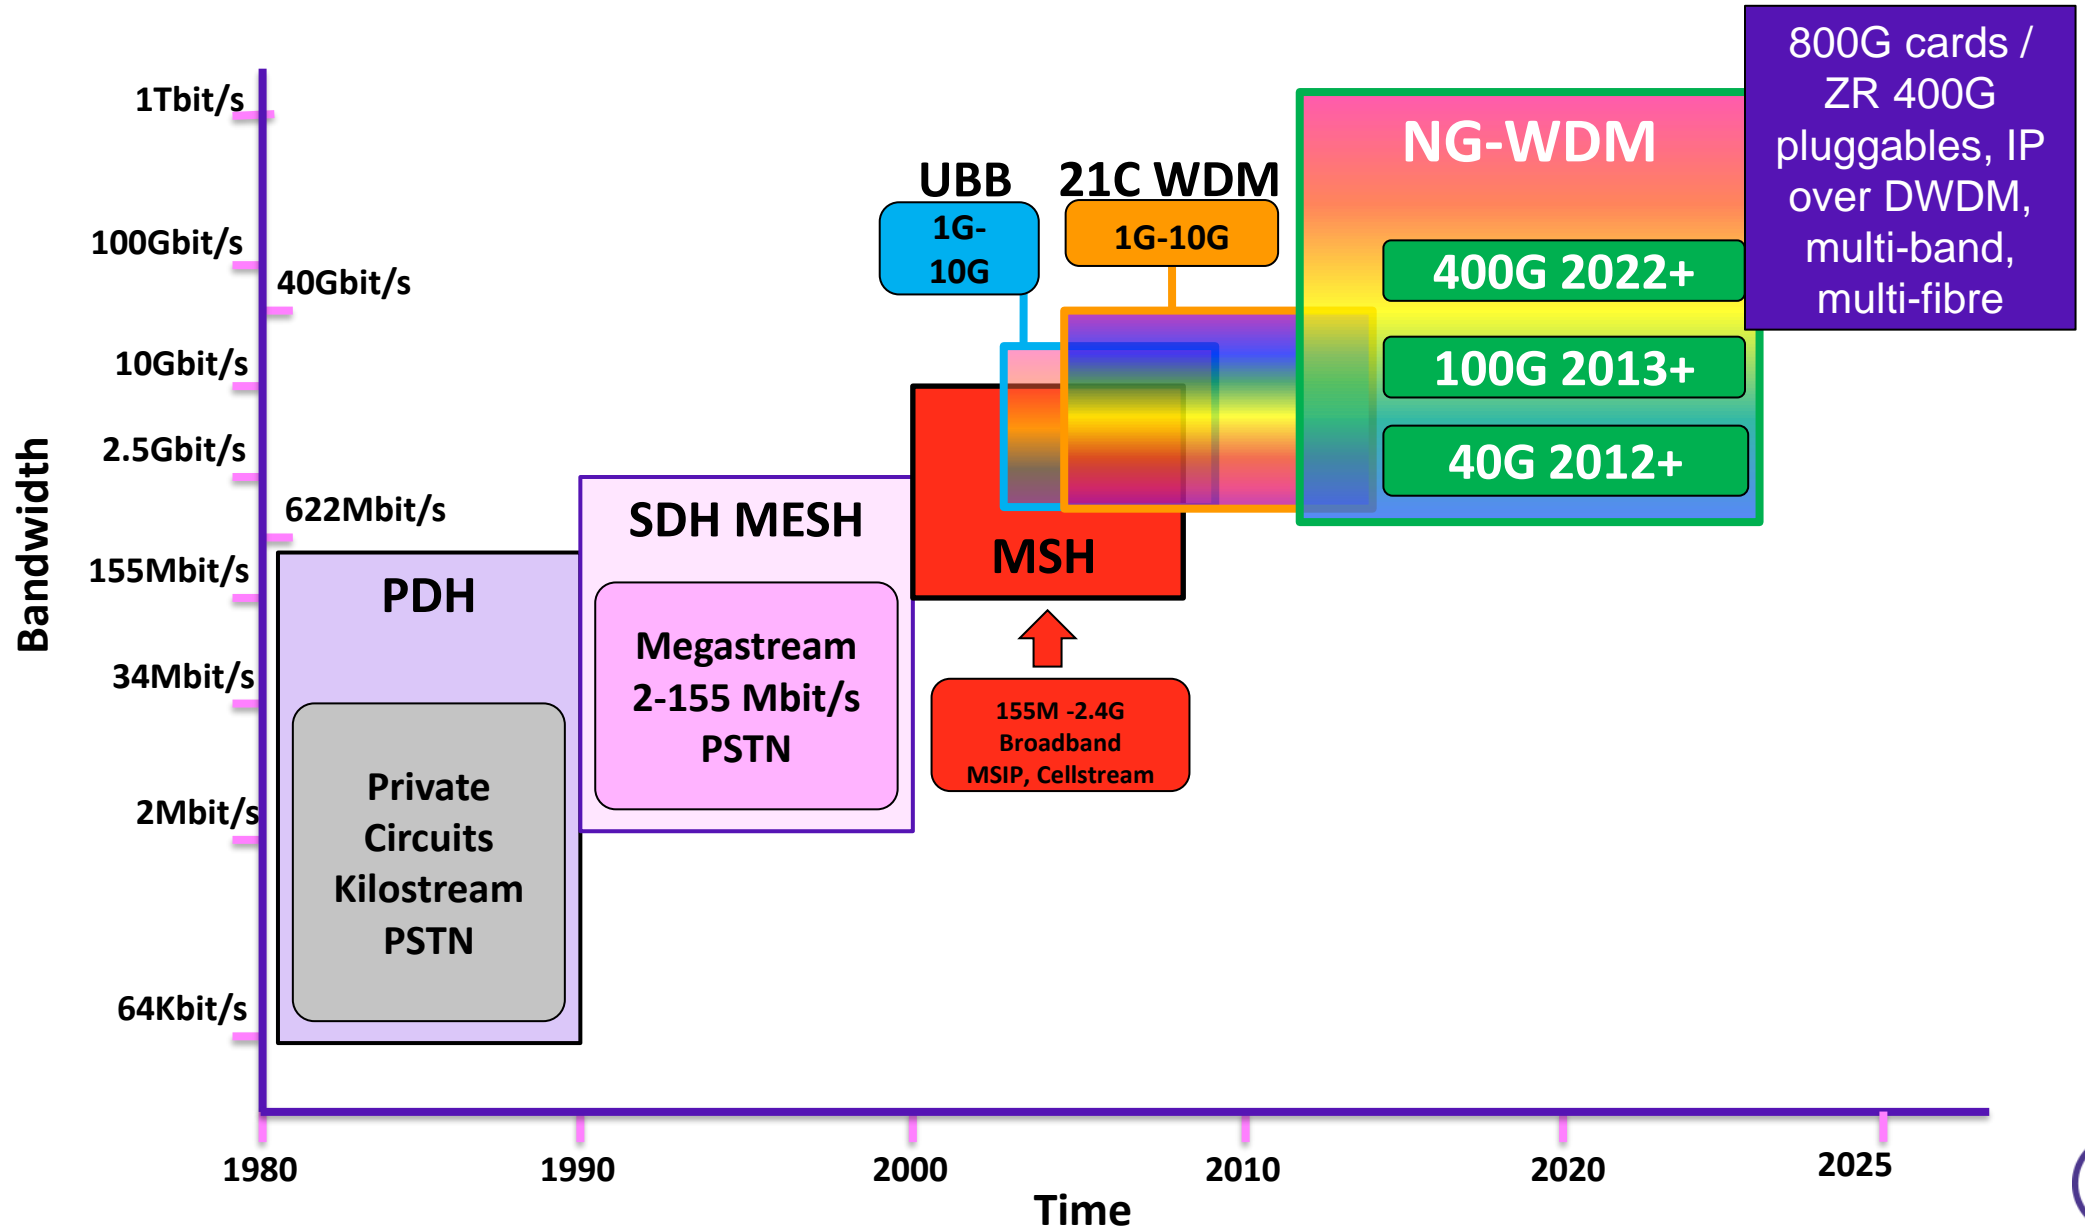 800G cards /
ZR 400G
pluggables, IP
over DWDM,
multi-band,
multi-fibre
1Tbit/s
NG-WDM
UBB
21C WDM
1G-
10G
1G-10G
100Gbit/s
40Gbit/s
400G 2022+
10Gbit/s
100G 2013+
2.5Gbit/s
40G 2012+
622Mbit/s
SDH MESH
MSH
155Mbit/s
PDH
Bandwidth
Megastream
2-155 Mbit/s
PSTN
34Mbit/s
155M -2.4G
Broadband
MSIP, Cellstream
2Mbit/s
Private
Circuits
Kilostream
PSTN
64Kbit/s
1980
1990
2000
2010
2020
2025
Time